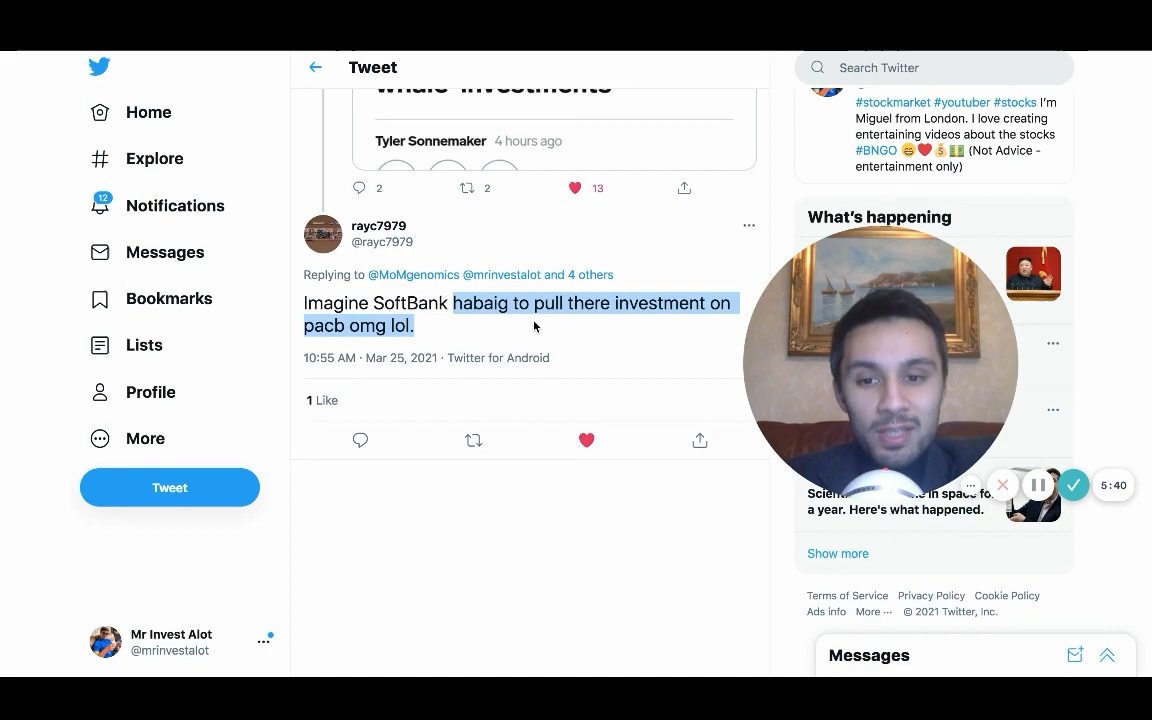 Home
Explore
12
Notifications
Messages
Bookmarks
Lists
Profile
More
Tweet
Mr Invest Alot
@mrinvestalot
Tweet
whale investments
Tyler Sonnemaker 4 hours ago
2
2
13
rayc7979
@rayc7979
Replying to @MoMgenomics @mrinvestalot and 4 others
Imagine SoftBank habaig to pull there investment on
pacb omg lol.
10:55 AM · Mar 25, 2021 · Twitter for Android
1 Like
Search Twitter
#stockmarket #youtuber #stocks I'm
Miguel from London. I love creating
entertaining videos about the stocks
#BNGO 😄❤️💰💵 (Not Advice -
entertainment only)
What's happening
in space for
a year. Here's what happened.
5:40
Show more
Terms of Service Privacy Policy Cookie Policy
Ads info More ··· © 2021 Twitter, Inc.
Messages